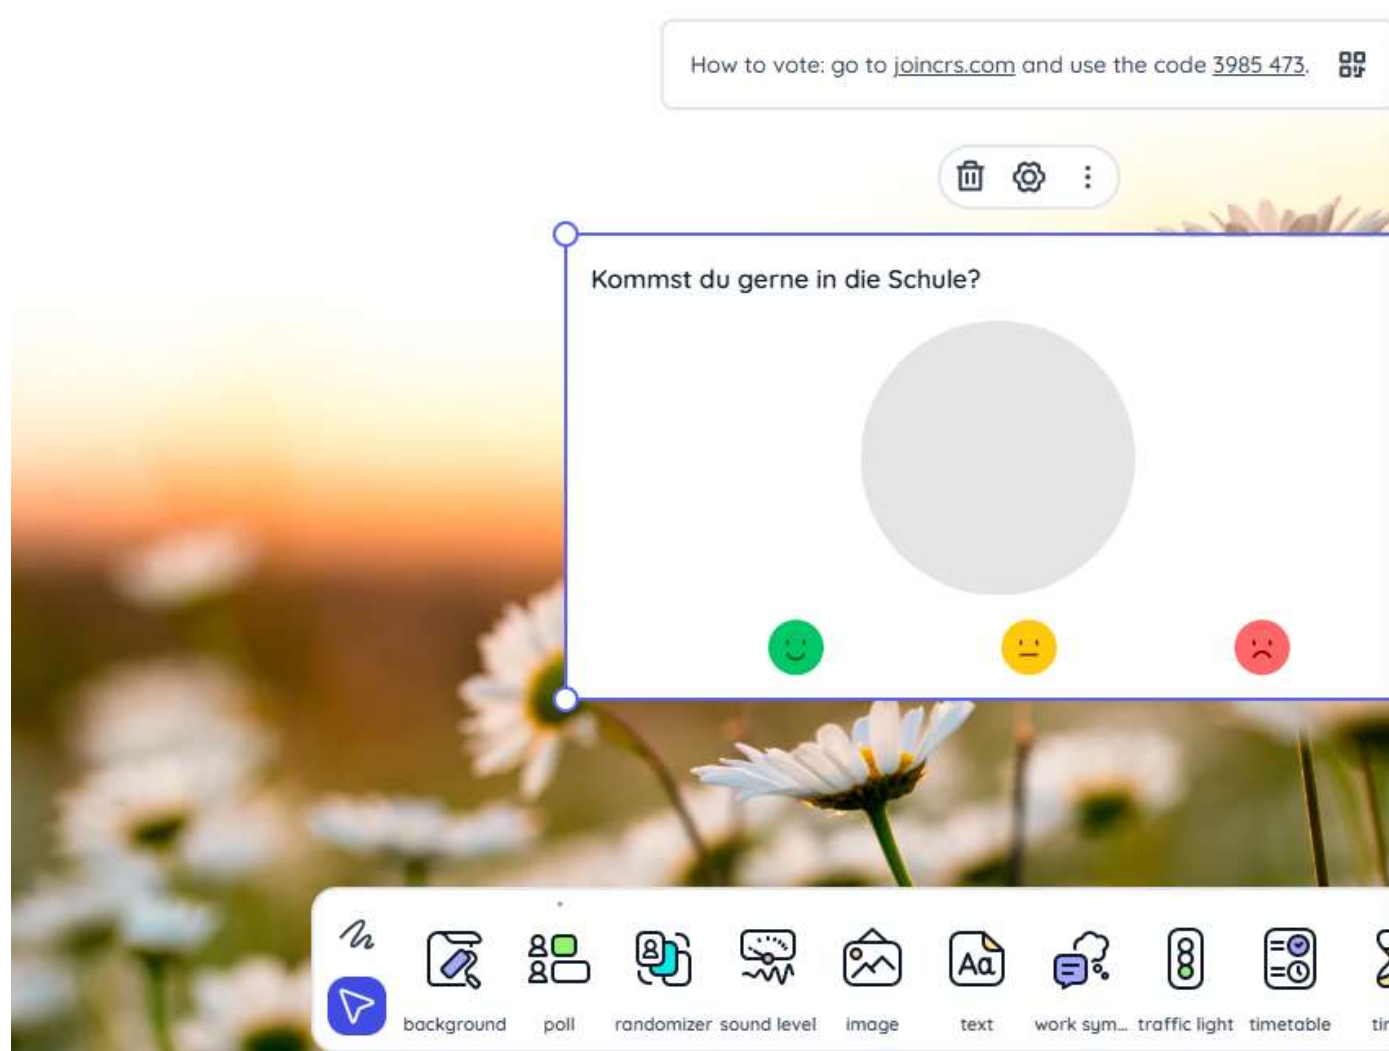 How to vote: go to joincrs.com and use the code 3985 473.
Kommst du gerne in die Schule?
Aa
background poll randomizer sound level image text work sym... traffic light timetable